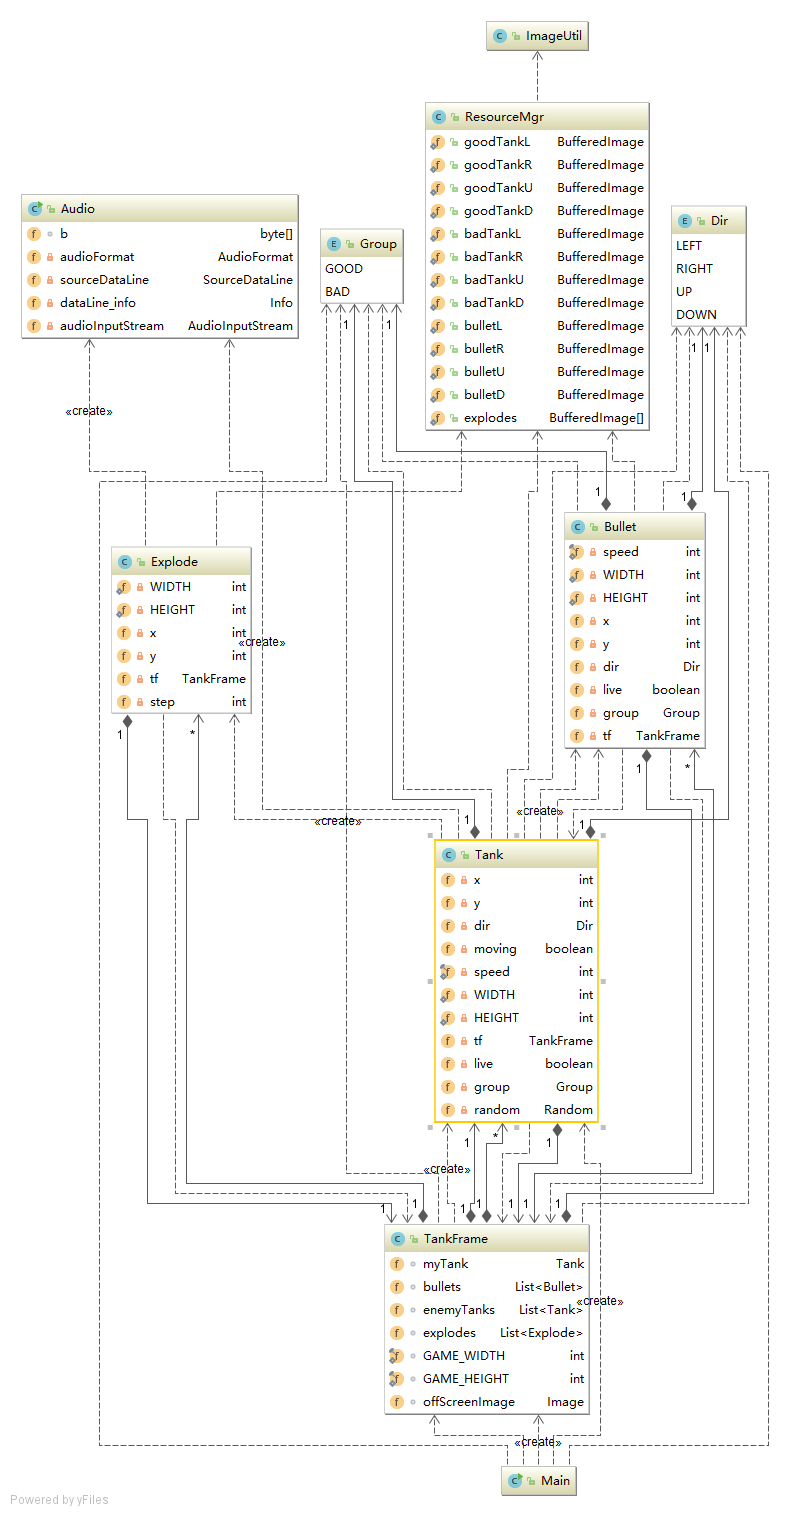 ImageUtil
ResourceMgr
goodTankL BufferedImage
goodTankR BufferedImage
goodTankU BufferedImage
goodTankD BufferedImage
badTankL BufferedImage
badTankR BufferedImage
badTankU BufferedImage
badTankD BufferedImage
bulletL BufferedImage
bulletR BufferedImage
bulletU BufferedImage
bulletD BufferedImage
explodes BufferedImage[]
Audio
b byte[]
audioFormat AudioFormat
sourceDataLine SourceDataLine
dataLine_info Info
audioInputStream AudioInputStream
Group
GOOD
BAD
Dir
LEFT
RIGHT
UP
DOWN
1
1
1
1
«create»
1
1
Bullet
speed int
WIDTH int
HEIGHT int
x int
y int
dir Dir
live boolean
group Group
tf TankFrame
Explode
WIDTH int
HEIGHT int
x int
y int
tf TankFrame
step int
«create»
1
*
1
*
«create»
«create»
1
1
Tank
x int
y int
dir Dir
moving boolean
speed int
WIDTH int
HEIGHT int
tf TankFrame
live boolean
group Group
random Random
1
*
1
«create»
1
1
1
1
1
1
1
TankFrame
myTank Tank
bullets List<Bullet>
enemyTanks List<Tank>
explodes List<Explode>
GAME_WIDTH int
GAME_HEIGHT int
offScreenImage Image
«create»
«create»
Main
Powered by yFiles